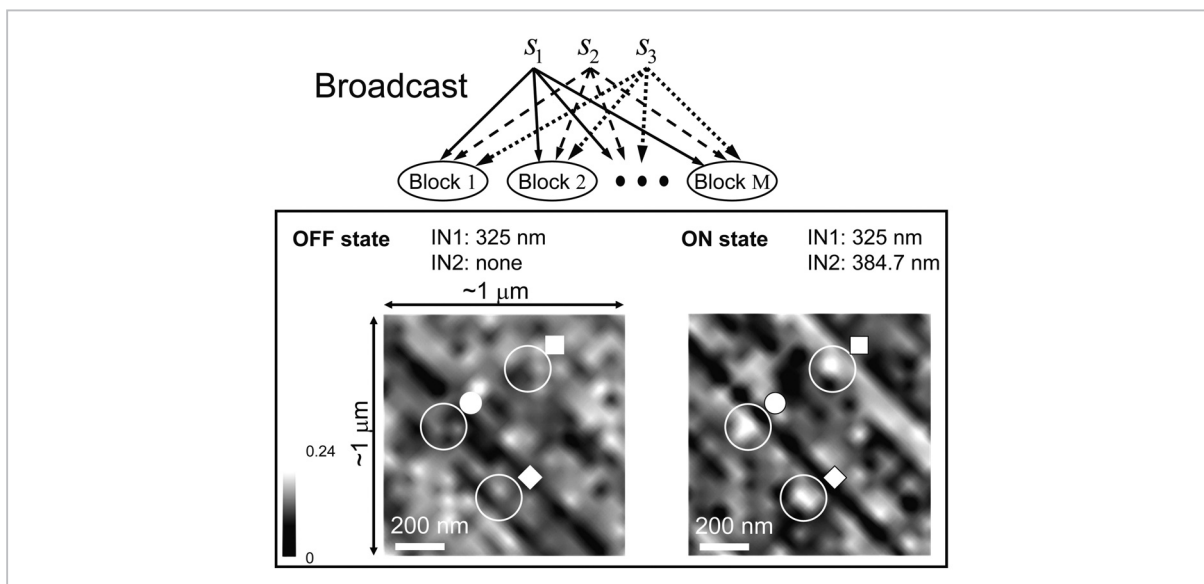 s1 s2 s3
Broadcast
Block 1 Block 2 • • • Block M
OFF state IN1: 325 nm
IN2: none
ON state IN1: 325 nm
IN2: 384.7 nm
~1 μm
~1 μm
0.24
0
200 nm
200 nm